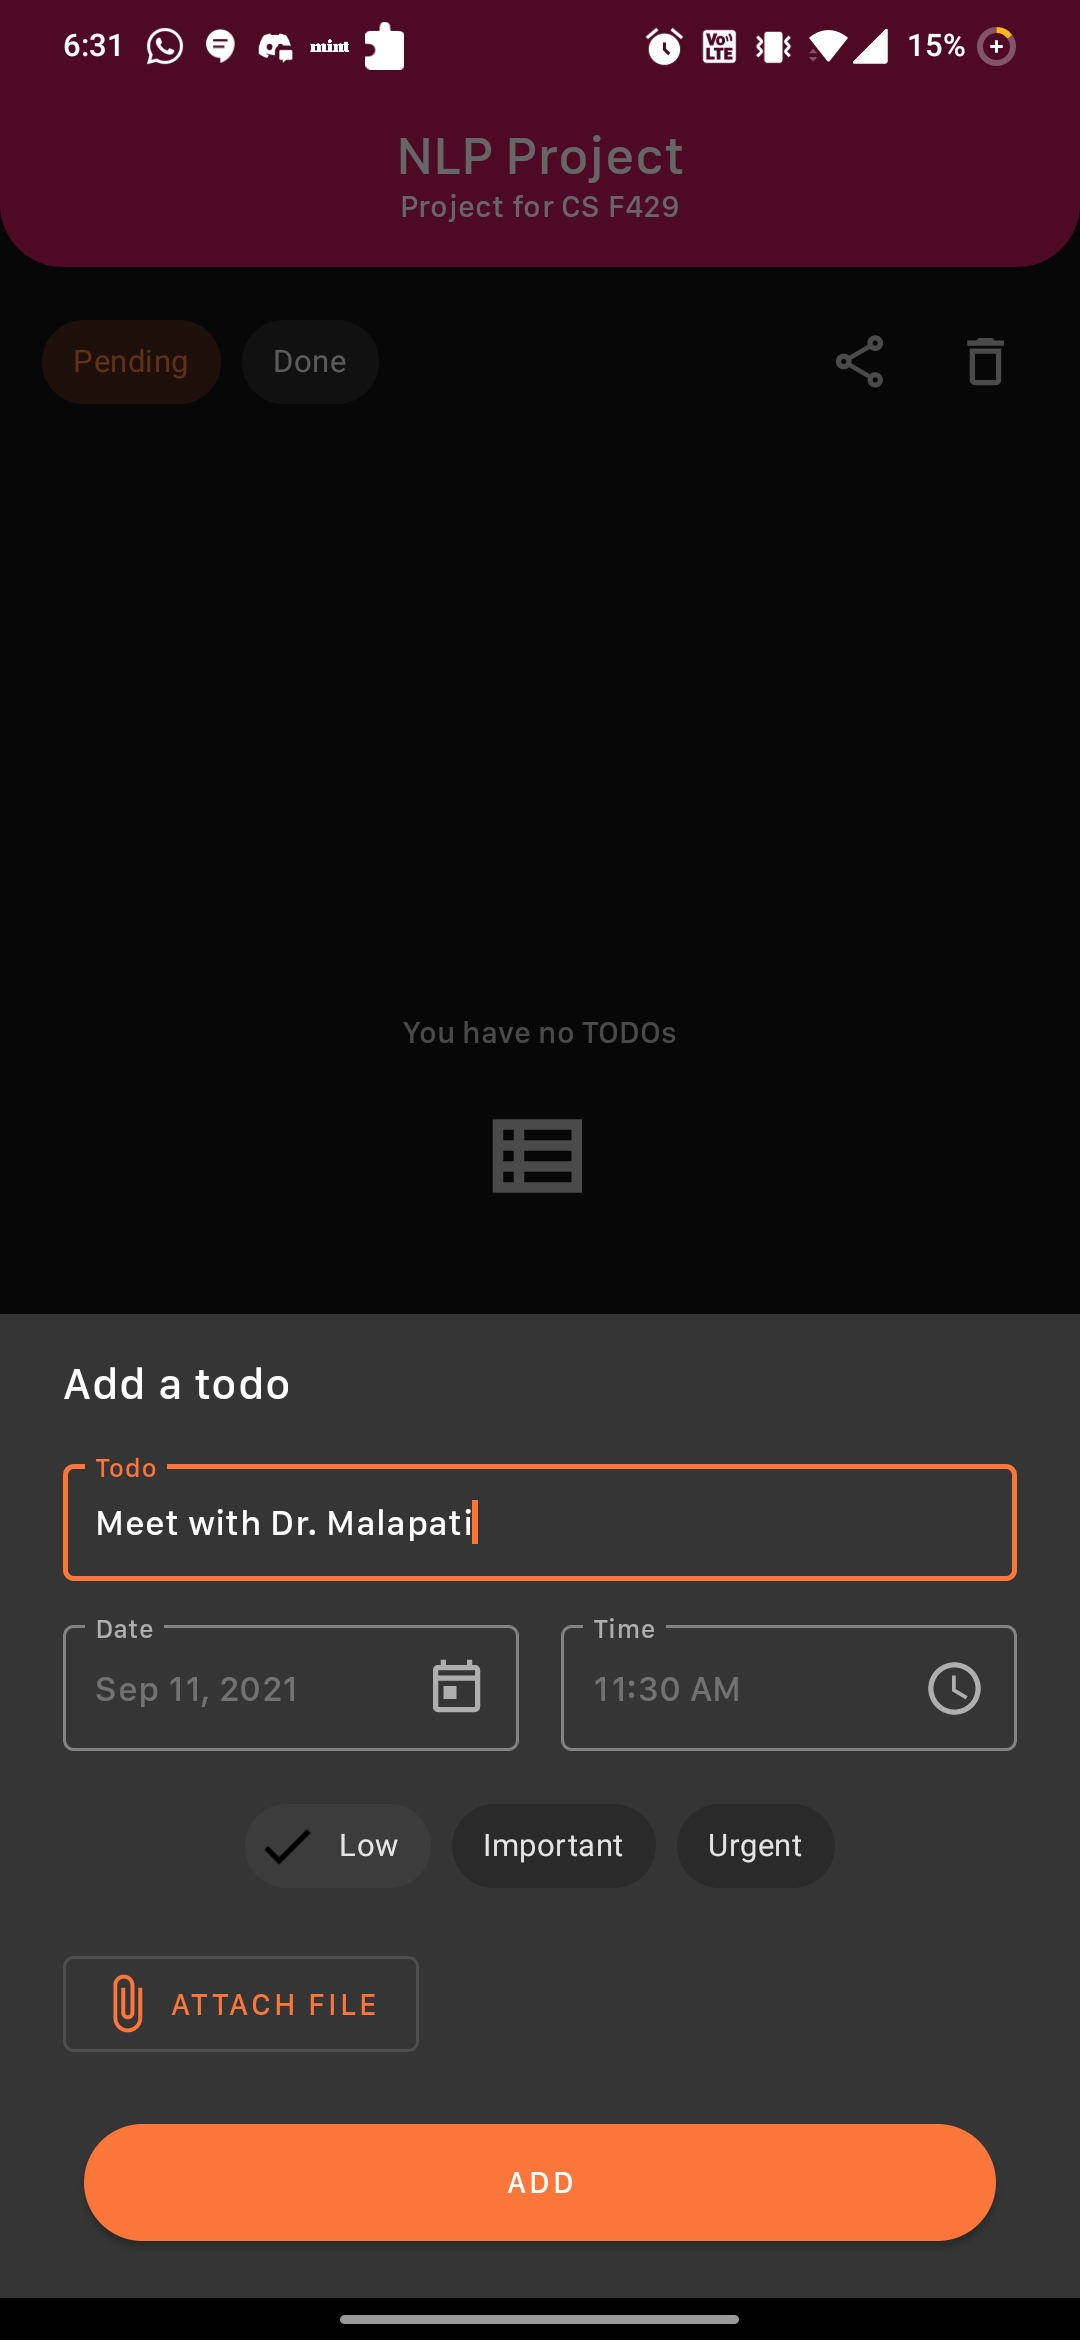 6:31 mint Vo)) LTE 15%
NLP Project
Project for CS F429
Pending Done
You have no TODOs
Add a todo
Todo
Meet with Dr. Malapati
Date Time
Sep 11, 2021 11:30 AM
Low Important Urgent
ATTACH FILE
ADD